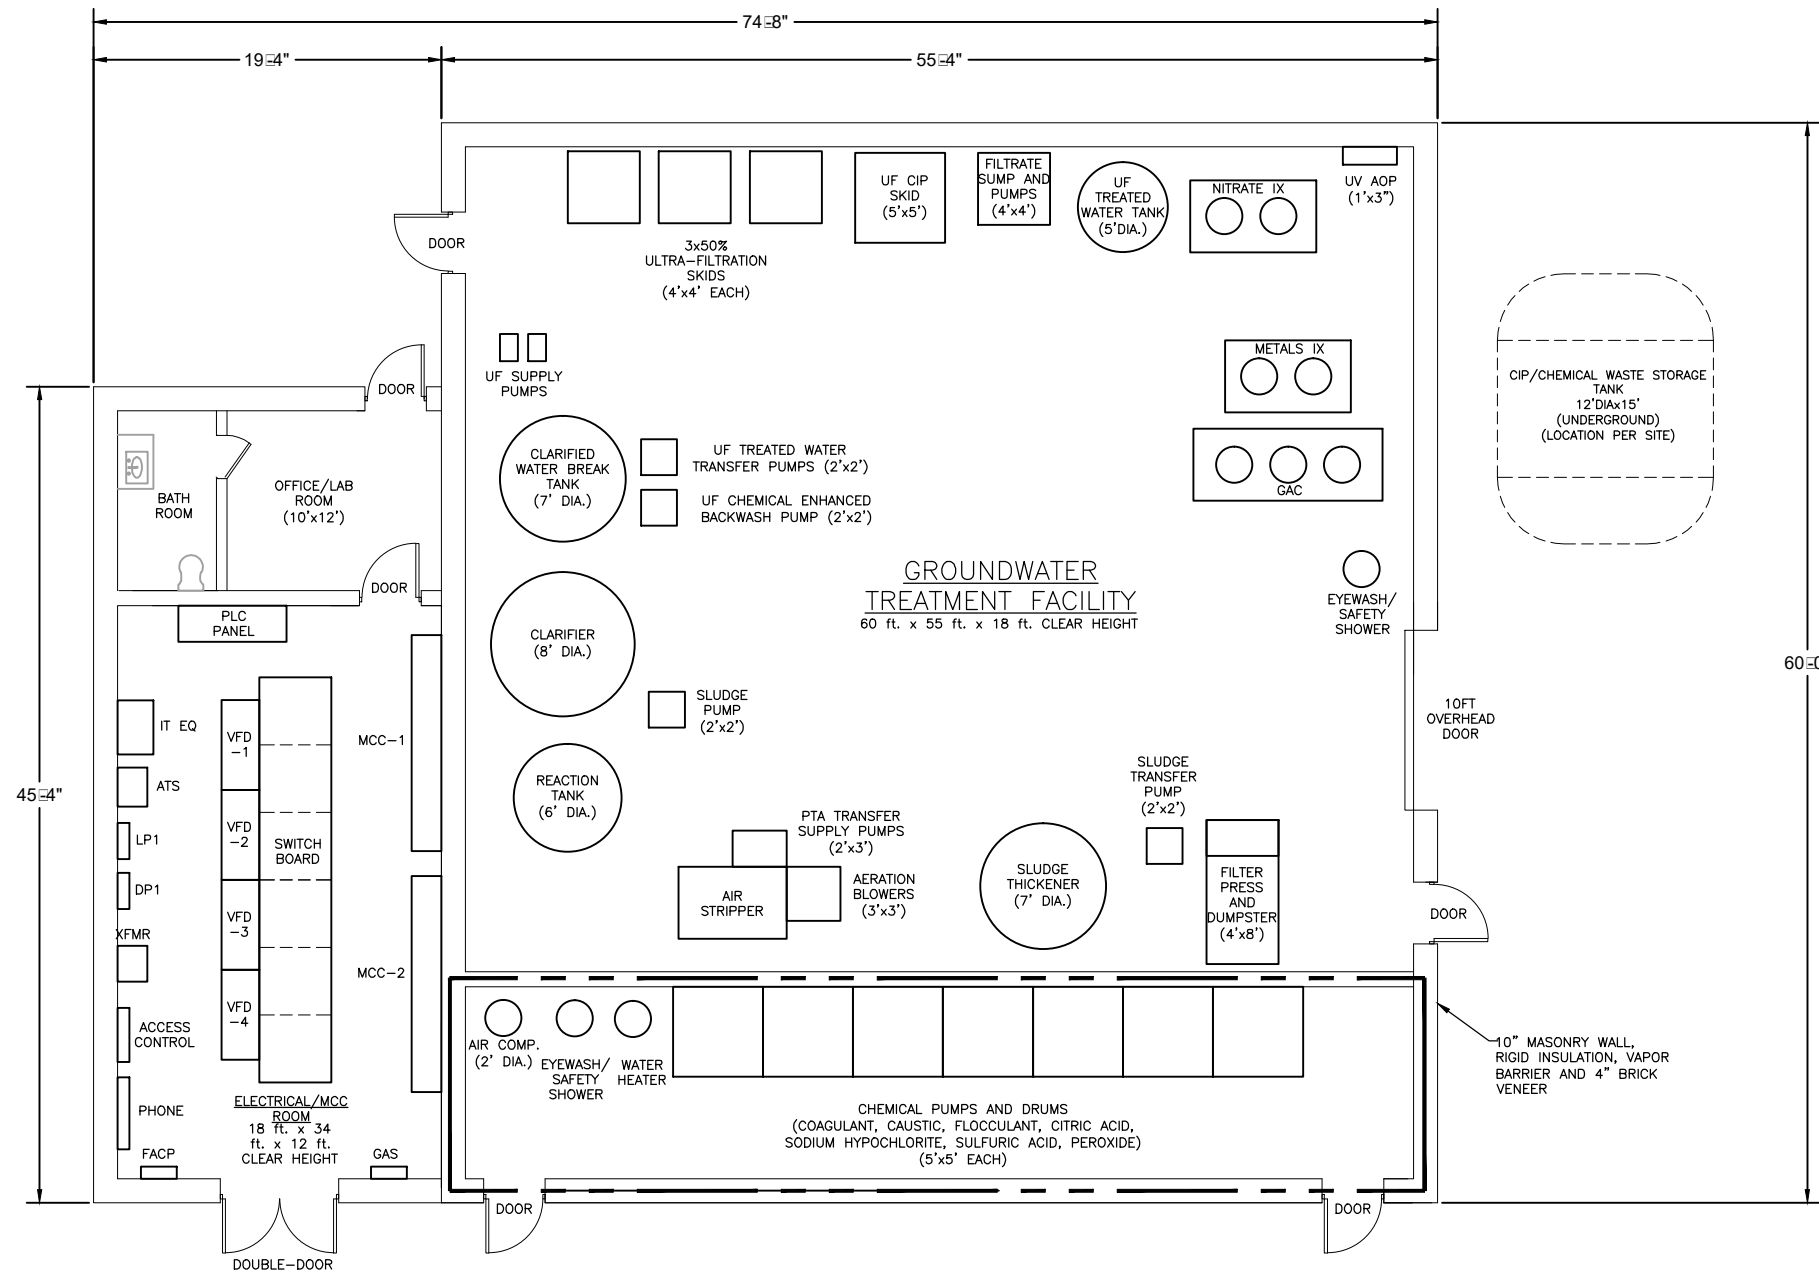 74'-8"
19'-4"
55'-4"
UF CIP
SKID
(5'x5')
FILTRATE
SUMP AND
PUMPS
(4'x4')
UF
TREATED
WATER TANK
(5'DIA.)
NITRATE IX
UV AOP
(1'x3")
DOOR
3x50%
ULTRA-FILTRATION
SKIDS
(4'x4' EACH)
UF SUPPLY
PUMPS
DOOR
METALS IX
CIP/CHEMICAL WASTE STORAGE
TANK
12'DIAx15'
(UNDERGROUND)
(LOCATION PER SITE)
CLARIFIED
WATER BREAK
TANK
(7' DIA.)
UF TREATED WATER
TRANSFER PUMPS (2'x2')
UF CHEMICAL ENHANCED
BACKWASH PUMP (2'x2')
GAC
BATH
ROOM
OFFICE/LAB
ROOM
(10'x12')
DOOR
GROUNDWATER
TREATMENT FACILITY
60 ft. x 55 ft. x 18 ft. CLEAR HEIGHT
EYEWASH/
SAFETY
SHOWER
PLC
PANEL
CLARIFIER
(8' DIA.)
60
SLUDGE
PUMP
(2'x2')
10FT
OVERHEAD
DOOR
IT EQ
VFD
-1
MCC-1
ATS
45'-4"
REACTION
TANK
(6' DIA.)
SLUDGE
TRANSFER
PUMP
(2'x2')
PTA TRANSFER
SUPPLY PUMPS
(2'x3')
LP1
VFD
-2
SWITCH
BOARD
DP1
AIR
STRIPPER
AERATION
BLOWERS
(3'x3')
SLUDGE
THICKENER
(7' DIA.)
FILTER
PRESS
AND
DUMPSTER
(4'x8')
DOOR
XFMR
VFD
-3
MCC-2
VFD
-4
ACCESS
CONTROL
AIR COMP.
(2' DIA.)
EYEWASH/
SAFETY
SHOWER
WATER
HEATER
10" MASONRY WALL,
RIGID INSULATION, VAPOR
BARRIER AND 4" BRICK
VENEER
PHONE
ELECTRICAL/MCC
ROOM
18 ft. x 34
ft. x 12 ft.
CLEAR HEIGHT
CHEMICAL PUMPS AND DRUMS
(COAGULANT, CAUSTIC, FLOCCULANT, CITRIC ACID,
SODIUM HYPOCHLORITE, SULFURIC ACID, PEROXIDE)
(5'x5' EACH)
FACP
GAS
DOOR
DOOR
DOUBLE-DOOR